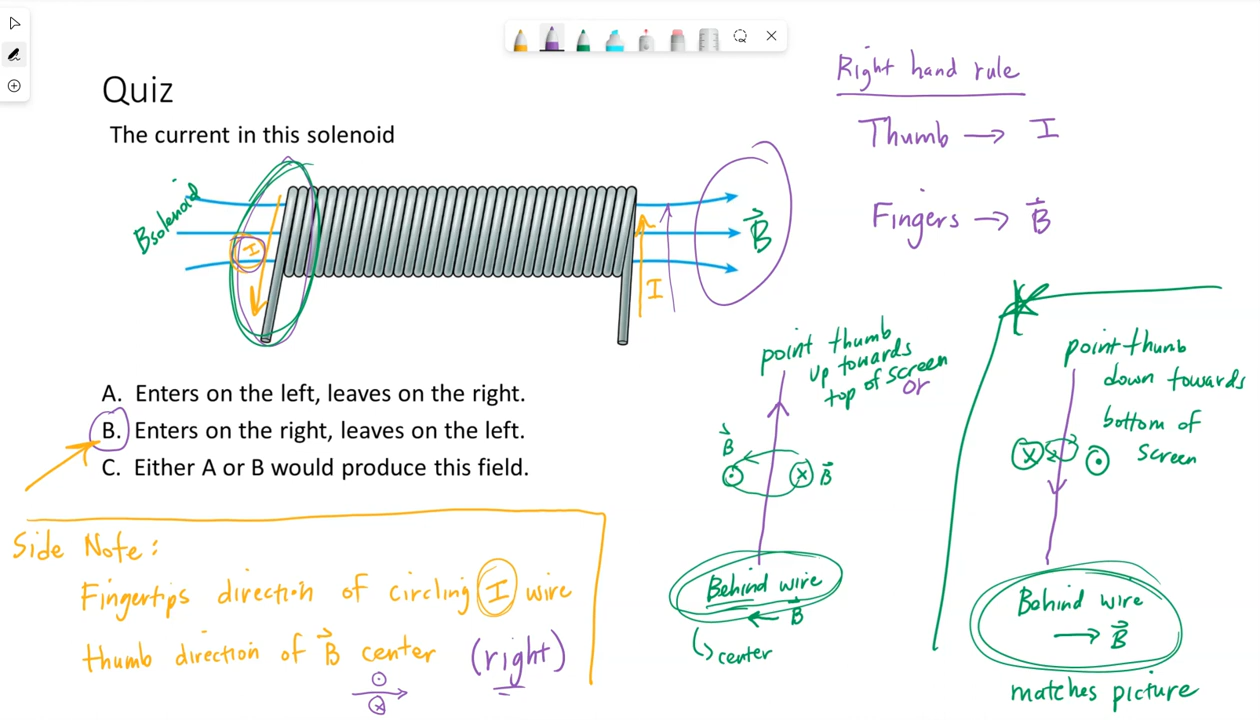 Quiz
The current in this solenoid
Bsolenoid
I
I
B
A. Enters on the left, leaves on the right.
B. Enters on the right, leaves on the left.
C. Either A or B would produce this field.
Side Note:
Fingertips direction of circling I wire
thumb direction of B center (right)
Right hand rule
Thumb → I
Fingers → B
point thumb
up towards
top of screen
or
B
B
Behind wire
← B
center
point thumb
down towards
bottom of
screen
Behind wire
→ B
matches picture